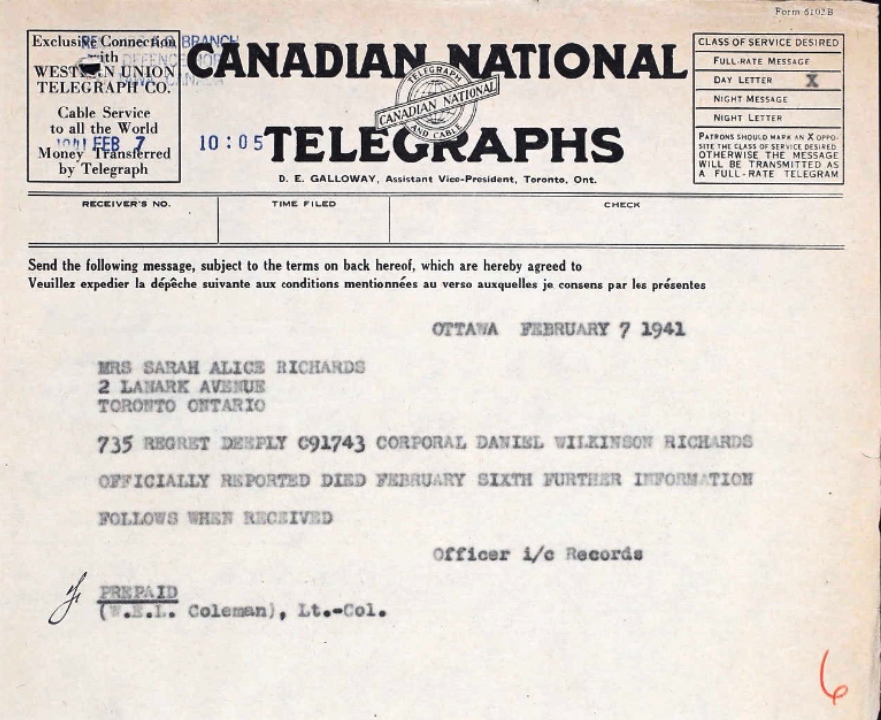 Form 6102B
Exclusive Connection
with
WESTERN UNION
TELEGRAPH CO.
Cable Service
to all the World
Money Transferred
by Telegraph
BRANCH
1941 FEB 7 10:05
CANADIAN NATIONAL
TELEGRAPH
CANADIAN NATIONAL
AND CABLE
TELEGRAPHS
D. E. GALLOWAY, Assistant Vice-President, Toronto, Ont.
CLASS OF SERVICE DESIRED
FULL-RATE MESSAGE
DAY LETTER X
NIGHT MESSAGE
NIGHT LETTER
PATRONS SHOULD MARK AN X OPPO-
SITE THE CLASS OF SERVICE DESIRED
OTHERWISE THE MESSAGE
WILL BE TRANSMITTED AS
A FULL-RATE TELEGRAM
RECEIVER'S NO. TIME FILED CHECK
Send the following message, subject to the terms on back hereof, which are hereby agreed to
Veuillez expedier la dépêche suivante aux conditions mentionnées au verso auxquelles je consens par les présentes
OTTAWA FEBRUARY 7 1941
MRS SARAH ALICE RICHARDS
2 LANARK AVENUE
TORONTO ONTARIO
735 REGRET DEEPLY C91743 CORPORAL DANIEL WILKINSON RICHARDS
OFFICIALLY REPORTED DIED FEBRUARY SIXTH FURTHER INFORMATION
FOLLOWS WHEN RECEIVED
Officer i/c Records
PREPAID
(W.E.L. Coleman), Lt.-Col.
6